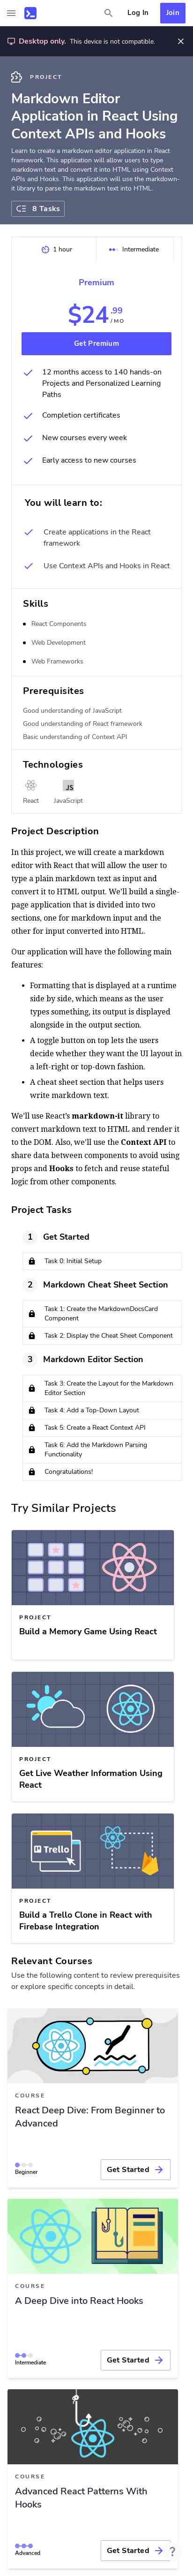 Log In
Join
Desktop only. This device is not compatible.
PROJECT
Markdown Editor
Application in React Using
Context APIs and Hooks
Learn to create a markdown editor application in React
framework. This application will allow users to type
markdown text and convert it into HTML using Context
APIs and Hooks. This application will use the markdown-
it library to parse the markdown text into HTML.
8 Tasks
1 hour
Intermediate
Premium
$24 .99 /MO
Get Premium
12 months access to 140 hands-on
Projects and Personalized Learning
Paths
Completion certificates
New courses every week
Early access to new courses
You will learn to:
Create applications in the React
framework
Use Context APIs and Hooks in React
Skills
React Components
Web Development
Web Frameworks
Prerequisites
Good understanding of JavaScript
Good understanding of React framework
Basic understanding of Context API
Technologies
JS
React
JavaScript
Project Description
In this project, we will create a markdown
editor with React that will allow the user to
type a plain markdown text as input and
convert it to HTML output. We'll build a single-
page application that is divided into two
sections, one for markdown input and the
other for input converted into HTML.
Our application will have the following main
features:
• Formatting that is displayed at a runtime
side by side, which means as the user
types something, its output is displayed
alongside in the output section.
• A toggle button on top lets the users
decide whether they want the UI layout in
a left-right or top-down fashion.
• A cheat sheet section that helps users
write markdown text.
We'll use React's markdown-it library to
convert markdown text to HTML and render it
to the DOM. Also, we'll use the Context API to
share data between components to avoid using
props and Hooks to fetch and reuse stateful
logic from other components.
Project Tasks
1 Get Started
Task 0: Initial Setup
2 Markdown Cheat Sheet Section
Task 1: Create the MarkdownDocsCard
Component
Task 2: Display the Cheat Sheet Component
3 Markdown Editor Section
Task 3: Create the Layout for the Markdown
Editor Section
Task 4: Add a Top-Down Layout
Task 5: Create a React Context API
Task 6: Add the Markdown Parsing
Functionality
Congratulations!
Try Similar Projects
PROJECT
Build a Memory Game Using React
PROJECT
Get Live Weather Information Using
React
Trello
PROJECT
Build a Trello Clone in React with
Firebase Integration
Relevant Courses
Use the following content to review prerequisites
or explore specific concepts in detail.
COURSE
React Deep Dive: From Beginner to
Advanced
Beginner
Get Started
COURSE
A Deep Dive into React Hooks
Intermediate
Get Started
COURSE
Advanced React Patterns With
Hooks
Advanced
Get Started
?